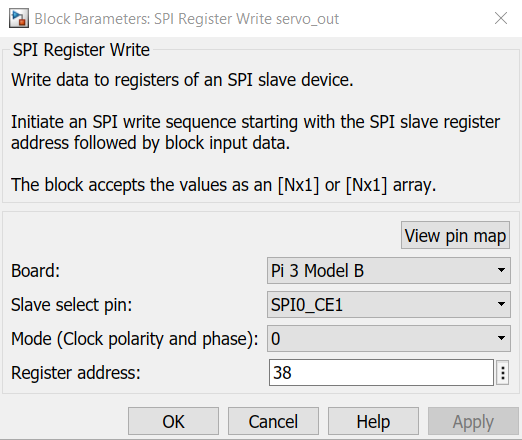 Block Parameters: SPI Register Write servo_out
SPI Register Write
Write data to registers of an SPI slave device.
Initiate an SPI write sequence starting with the SPI slave register
address followed by block input data.
The block accepts the values as an [Nx1] or [Nx1] array.
View pin map
Board: Pi 3 Model B
Slave select pin: SPI0_CE1
Mode (Clock polarity and phase): 0
Register address: 38
OK Cancel Help Apply